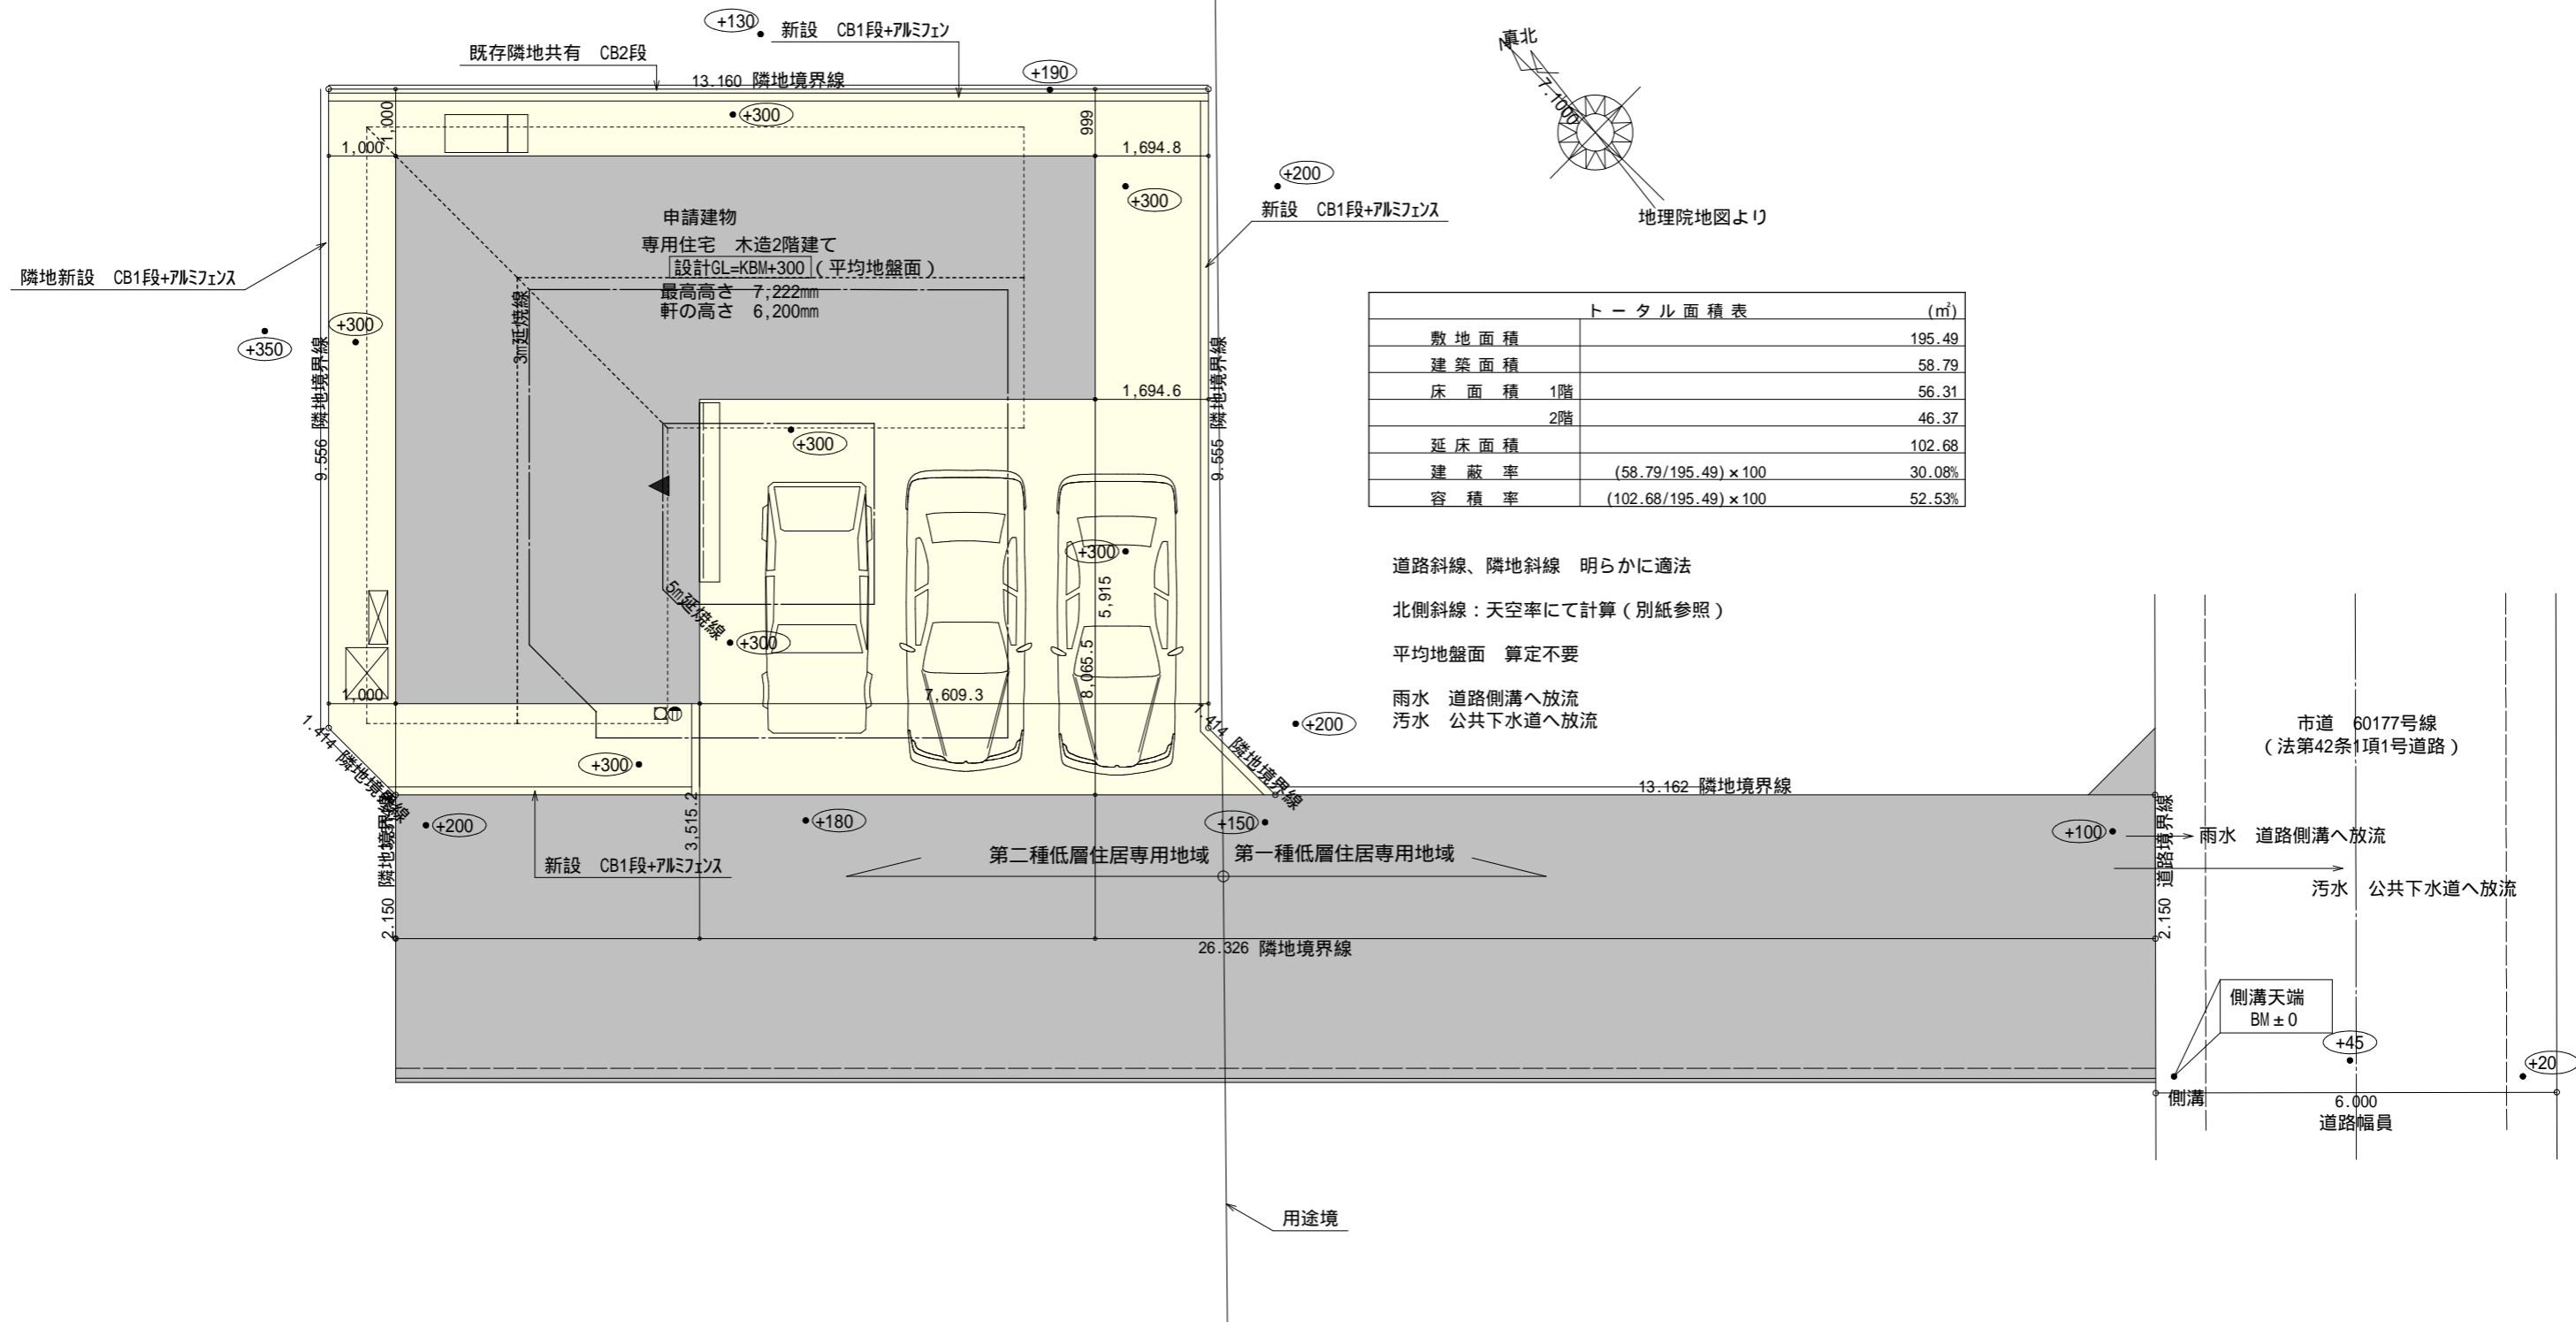 +130
新設　CB1段+ｱﾙﾐﾌｪﾝ
既存隣地共有　CB2段
13.160 隣地境界線
+190
真北
N
7.1000
地理院地図より
1,000
+300
999
1,000
1,694.8
+200
+300
新設　CB1段+ｱﾙﾐﾌｪﾝｽ
申請建物
専用住宅　木造2階建て
設計GL=KBM+300（平均地盤面）
最高高さ　7,222mm
軒の高さ　6,200mm
隣地新設　CB1段+ｱﾙﾐﾌｪﾝｽ
3m延焼線
+300
+350
9.556 隣地境界線
9.555 隣地境界線
1,694.6
+300
トータル面積表　(㎡)
敷地面積　195.49
建築面積　58.79
床面積　1階　56.31
2階　46.37
延床面積　102.68
建蔽率　(58.79/195.49)×100　30.08%
容積率　(102.68/195.49)×100　52.53%
+300
5,915
5m延焼線
+300
8,065.5
1,000
7,609.3
道路斜線、隣地斜線　明らかに適法
北側斜線：天空率にて計算（別紙参照）
平均地盤面　算定不要
雨水　道路側溝へ放流
汚水　公共下水道へ放流
1.414 隣地境界線
1.414 隣地境界線
+200
+300
市道　60177号線
（法第42条1項1号道路）
13.162 隣地境界線
2.150 隣地境界線
+200
3,515.2
+180
+150
+100
2.150 道路境界線
雨水　道路側溝へ放流
新設　CB1段+ｱﾙﾐﾌｪﾝｽ
第二種低層住居専用地域
第一種低層住居専用地域
汚水　公共下水道へ放流
26.326 隣地境界線
側溝天端
BM±0
+45
+20
側溝
6.000
道路幅員
用途境